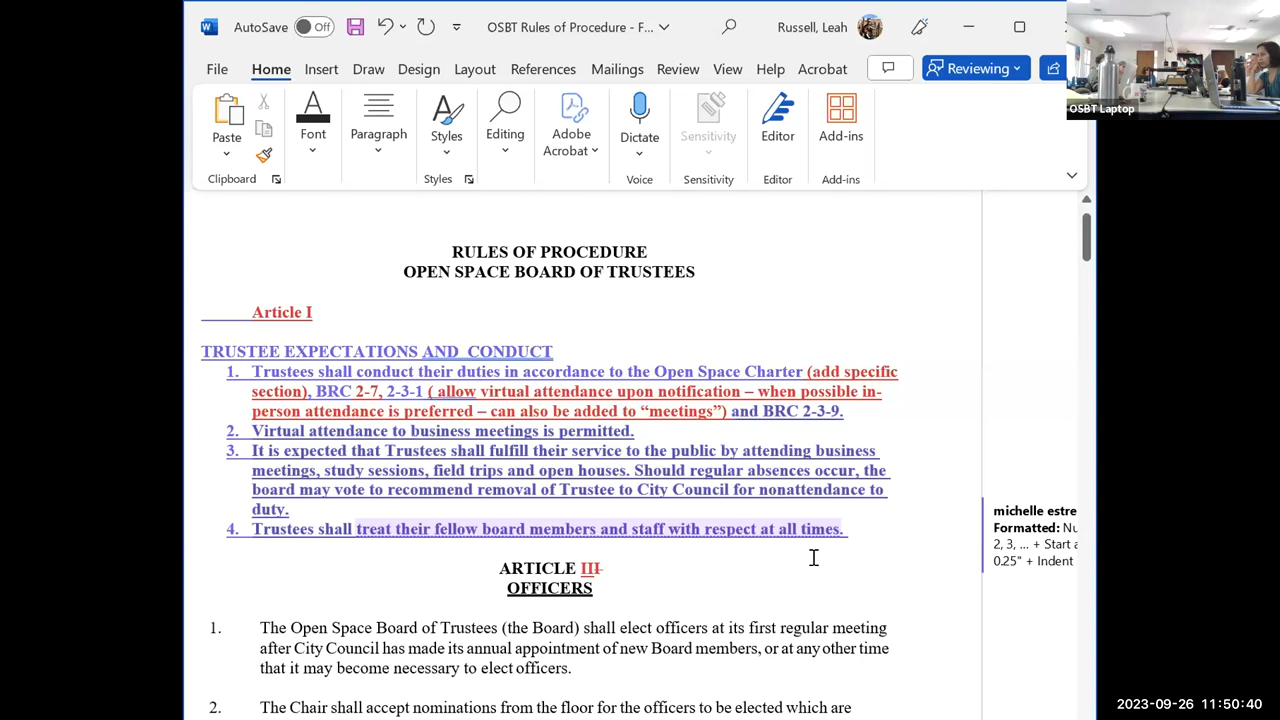 AutoSave Off OSBT Rules of Procedure - F... Russell, Leah
File Home Insert Draw Design Layout References Mailings Review View Help Acrobat Reviewing
OSBT Laptop
Paste Font Paragraph Styles Editing Adobe Acrobat Dictate Sensitivity Editor Add-ins
Clipboard Styles Voice Sensitivity Editor Add-ins
RULES OF PROCEDURE
OPEN SPACE BOARD OF TRUSTEES
Article I
TRUSTEE EXPECTATIONS AND CONDUCT
1. Trustees shall conduct their duties in accordance to the Open Space Charter (add specific
section), BRC 2-7, 2-3-1 ( allow virtual attendance upon notification – when possible in-
person attendance is preferred – can also be added to “meetings”) and BRC 2-3-9.
2. Virtual attendance to business meetings is permitted.
3. It is expected that Trustees shall fulfill their service to the public by attending business
meetings, study sessions, field trips and open houses. Should regular absences occur, the
board may vote to recommend removal of Trustee to City Council for nonattendance to
duty.
4. Trustees shall treat their fellow board members and staff with respect at all times.
michelle estre
Formatted: Nu
2, 3, ... + Start a
0.25" + Indent
ARTICLE III
OFFICERS
1. The Open Space Board of Trustees (the Board) shall elect officers at its first regular meeting
after City Council has made its annual appointment of new Board members, or at any other time
that it may become necessary to elect officers.
2. The Chair shall accept nominations from the floor for the officers to be elected which are
2023-09-26 11:50:40